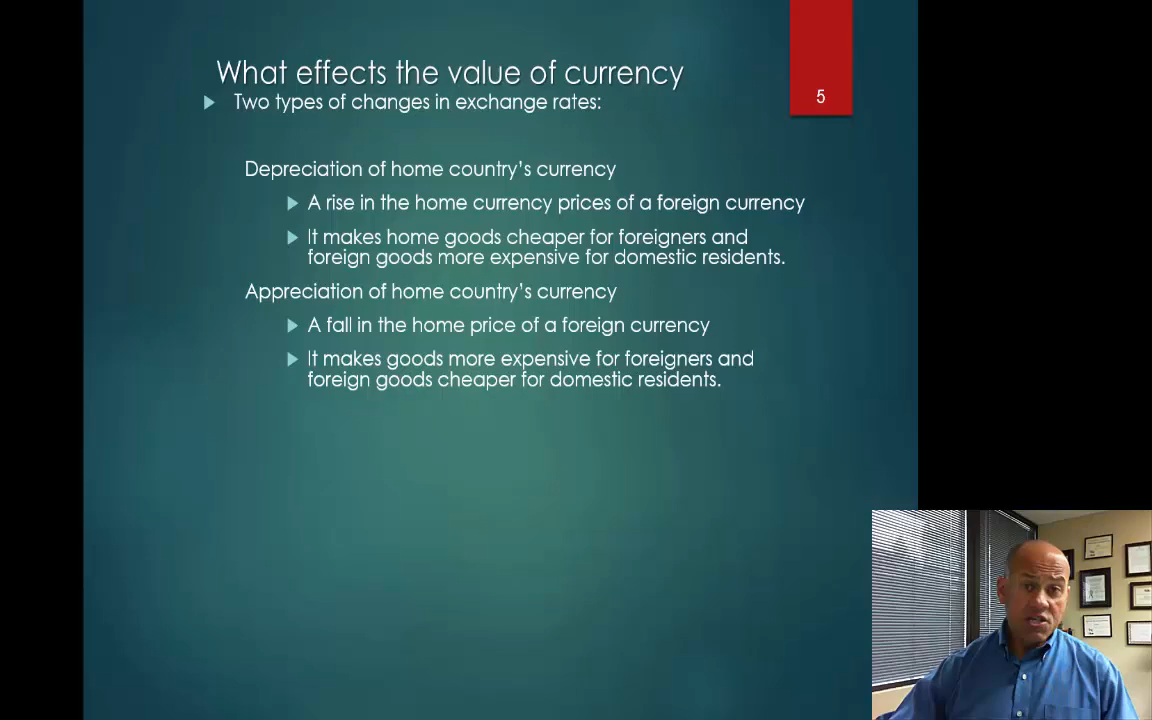 What effects the value of currency
5
Two types of changes in exchange rates:
Depreciation of home country’s currency
A rise in the home currency prices of a foreign currency
It makes home goods cheaper for foreigners and
foreign goods more expensive for domestic residents.
Appreciation of home country’s currency
A fall in the home price of a foreign currency
It makes goods more expensive for foreigners and
foreign goods cheaper for domestic residents.